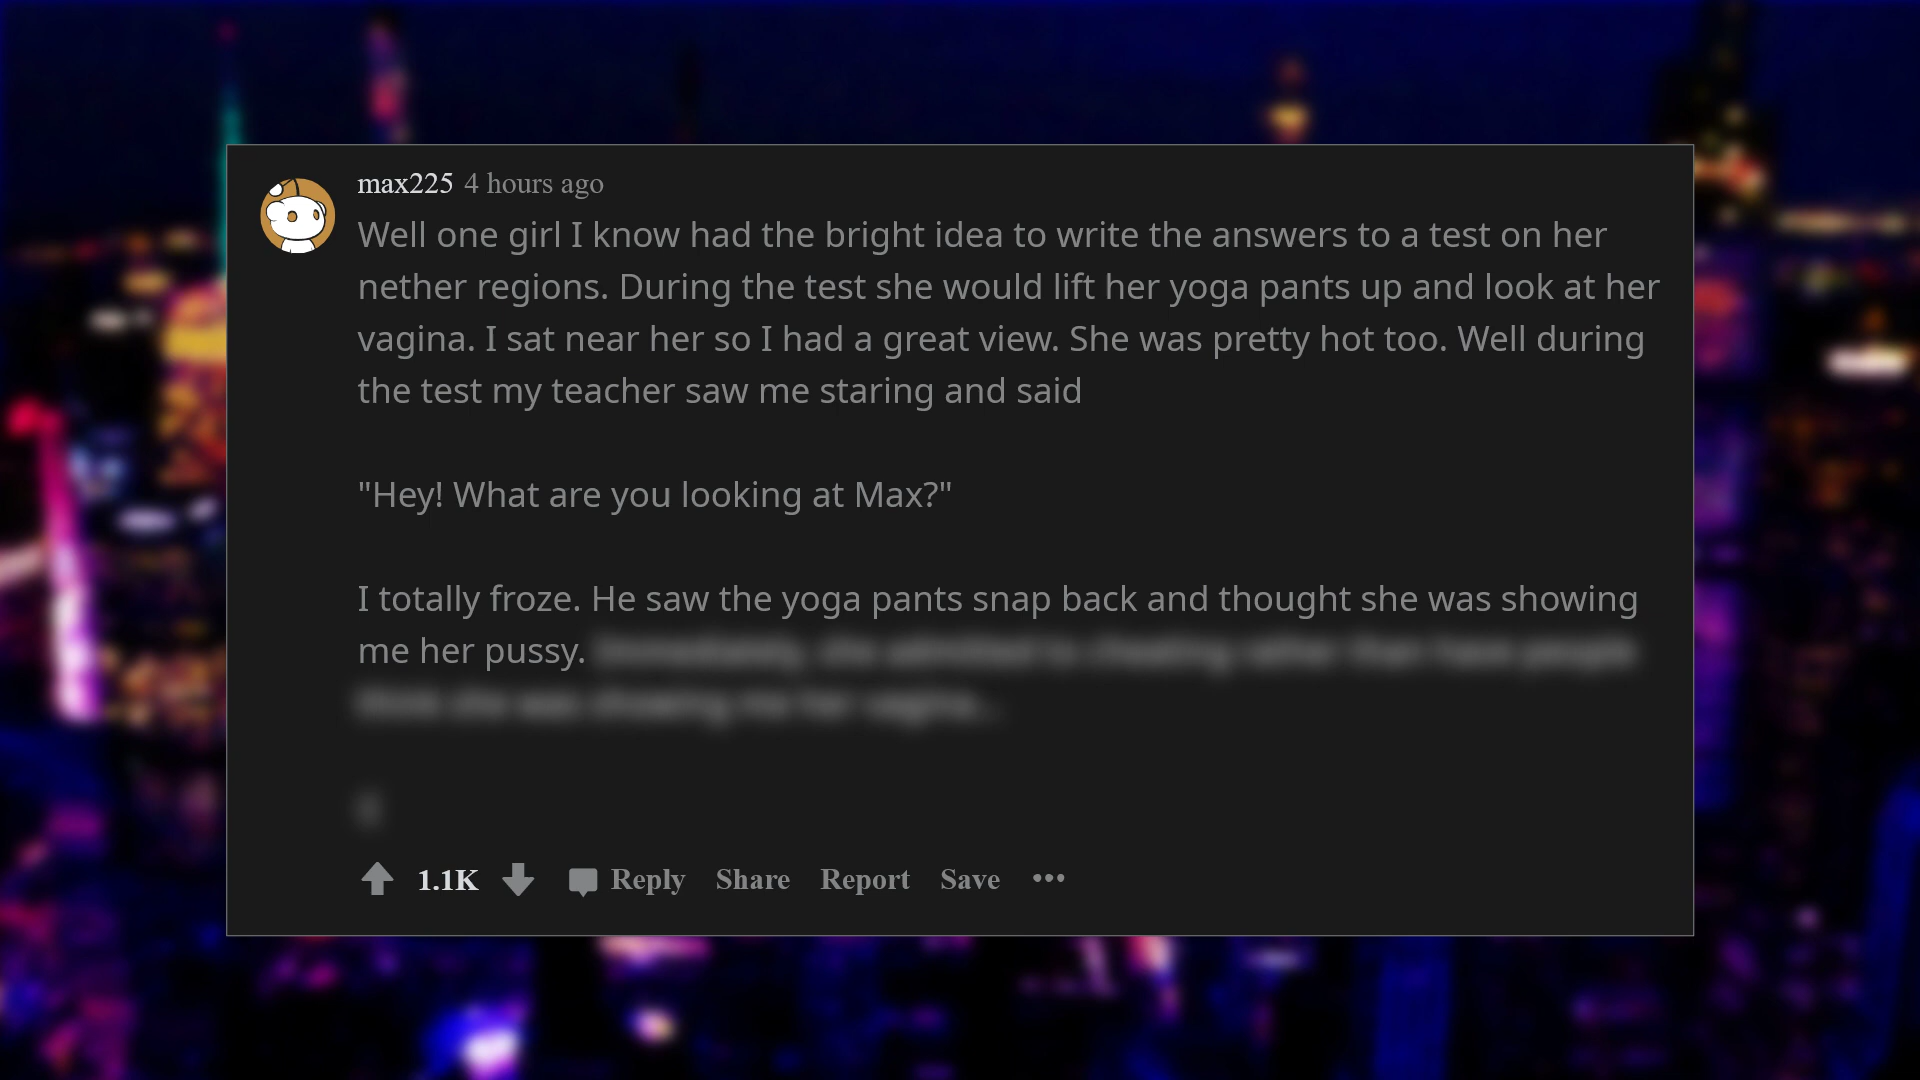 max225 4 hours ago
Well one girl I know had the bright idea to write the answers to a test on her
nether regions. During the test she would lift her yoga pants up and look at her
vagina. I sat near her so I had a great view. She was pretty hot too. Well during
the test my teacher saw me staring and said
"Hey! What are you looking at Max?"
I totally froze. He saw the yoga pants snap back and thought she was showing
me her pussy.
1.1K Reply Share Report Save